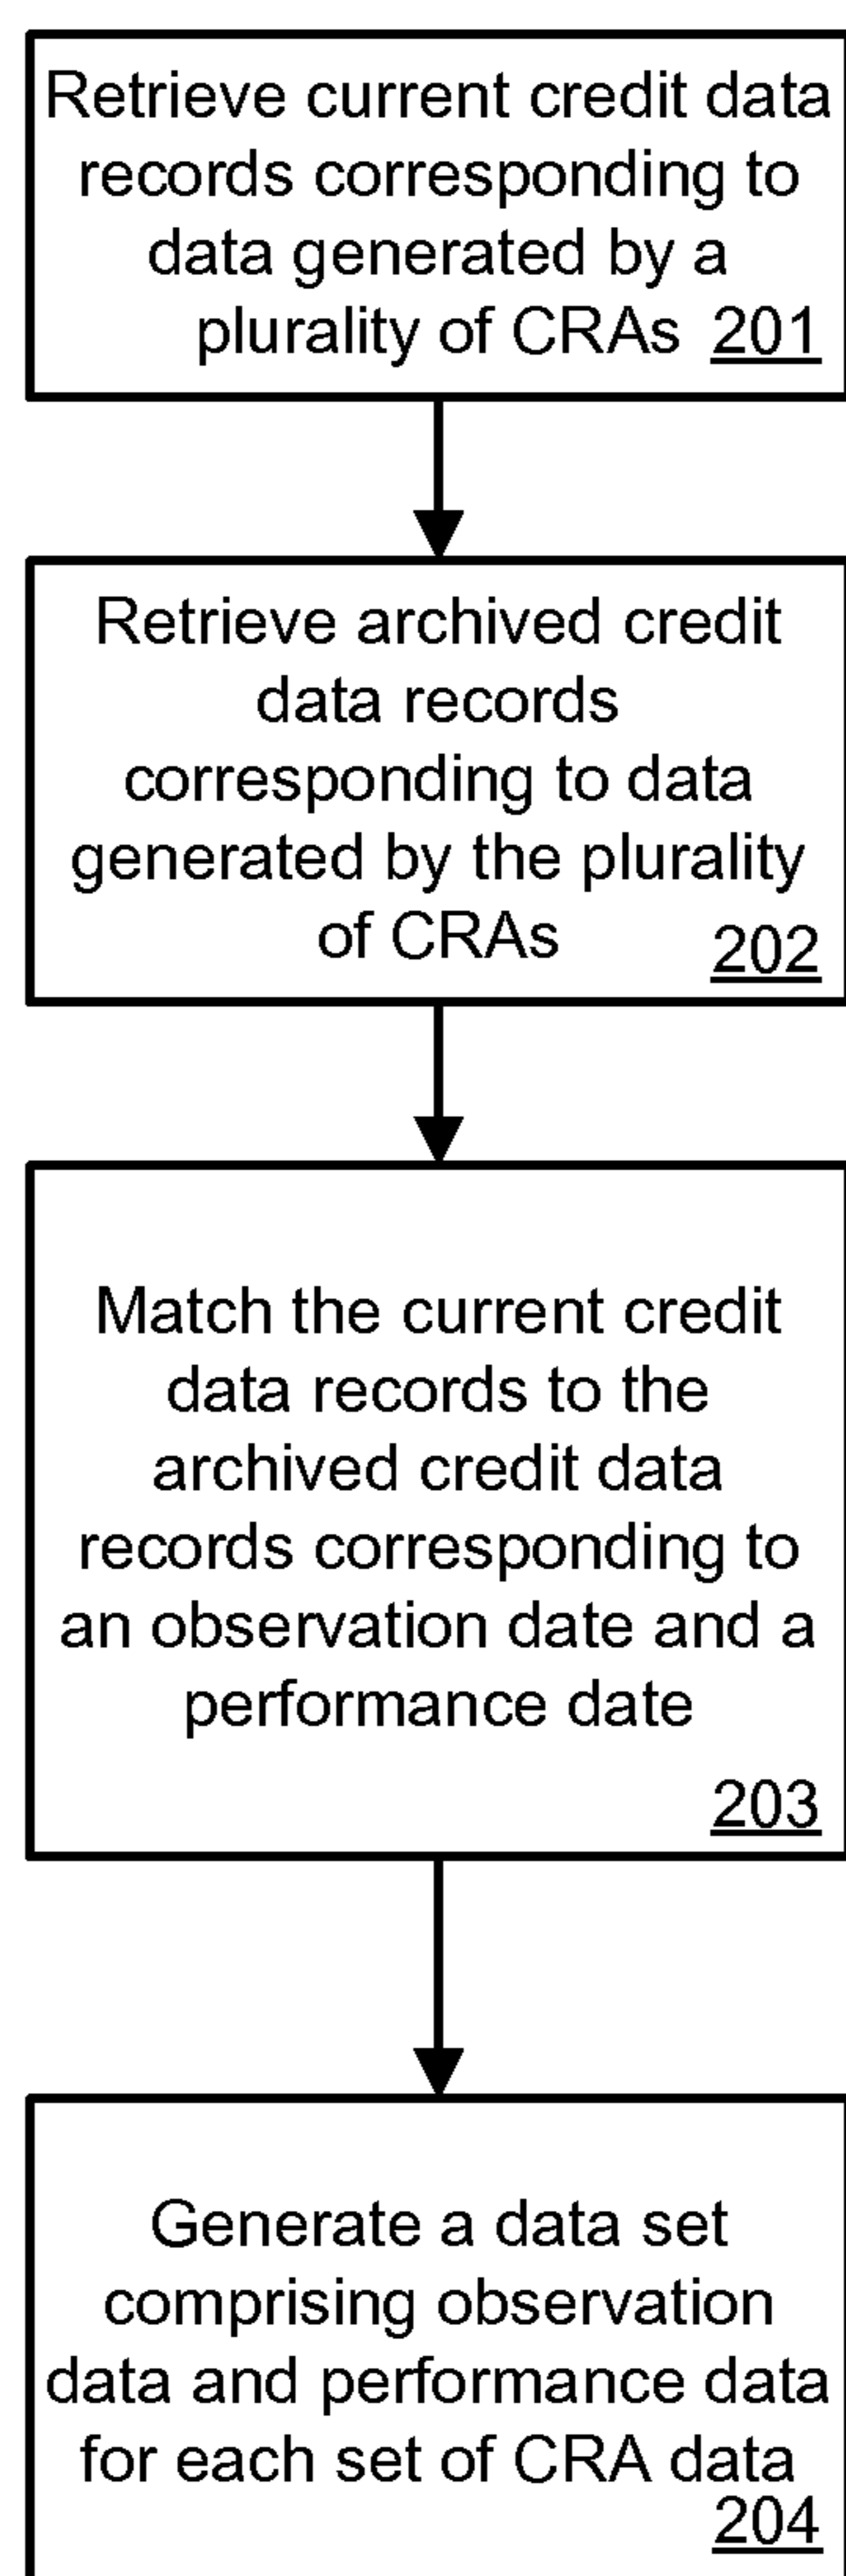 Retrieve current credit data
records corresponding to
data generated by a
plurality of CRAs 201
Retrieve archived credit
data records
corresponding to data
generated by the plurality
of CRAs 202
Match the current credit
data records to the
archived credit data
records corresponding to
an observation date and a
performance date
203
Generate a data set
comprising observation
data and performance data
for each set of CRA data
204